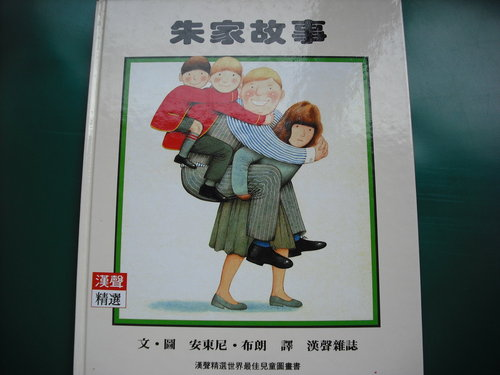 朱家故事
漢聲
精選
文・圖 安東尼・布朗 譯 漢聲雜誌
漢聲精選世界最佳兒童圖畫書